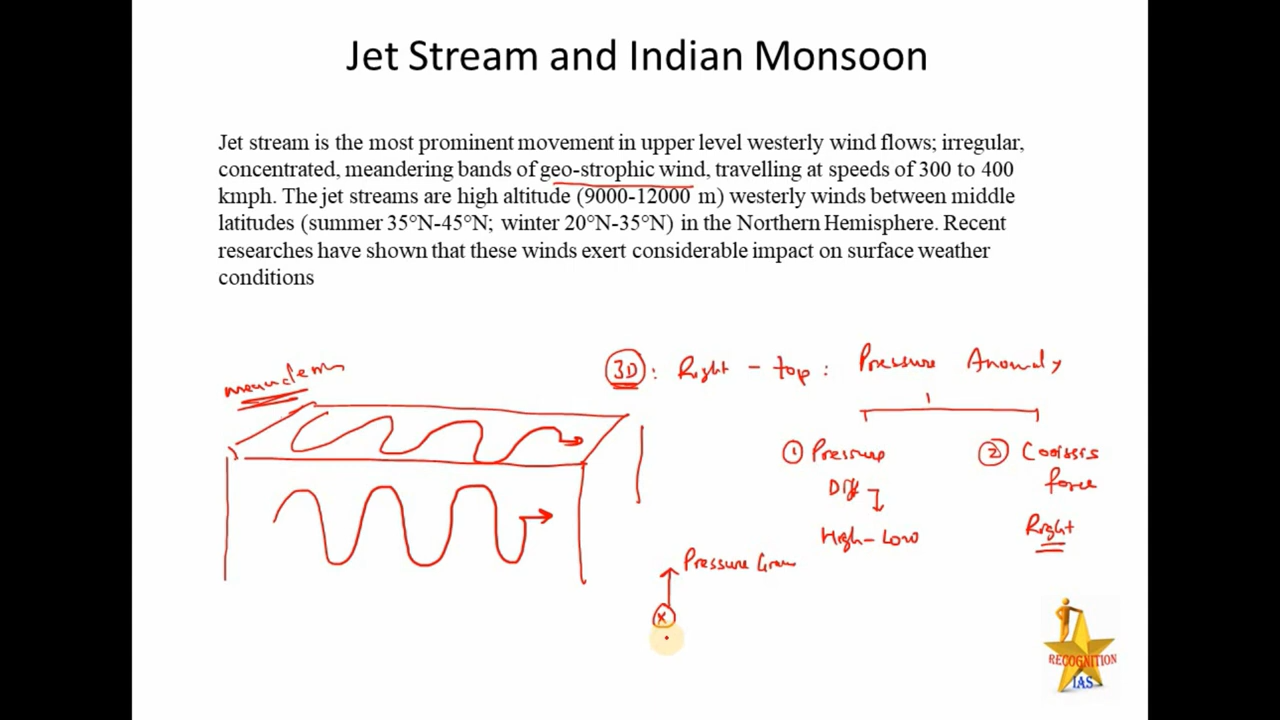 Jet Stream and Indian Monsoon
Jet stream is the most prominent movement in upper level westerly wind flows; irregular,
concentrated, meandering bands of geo-strophic wind, travelling at speeds of 300 to 400
kmph. The jet streams are high altitude (9000-12000 m) westerly winds between middle
latitudes (summer 35°N-45°N; winter 20°N-35°N) in the Northern Hemisphere. Recent
researches have shown that these winds exert considerable impact on surface weather
conditions
3D : Right - top : Pressure Anomaly
① Pressure
Diff
High - Low
②
force
Right
Pressure
X
RECOGNITION
IAS